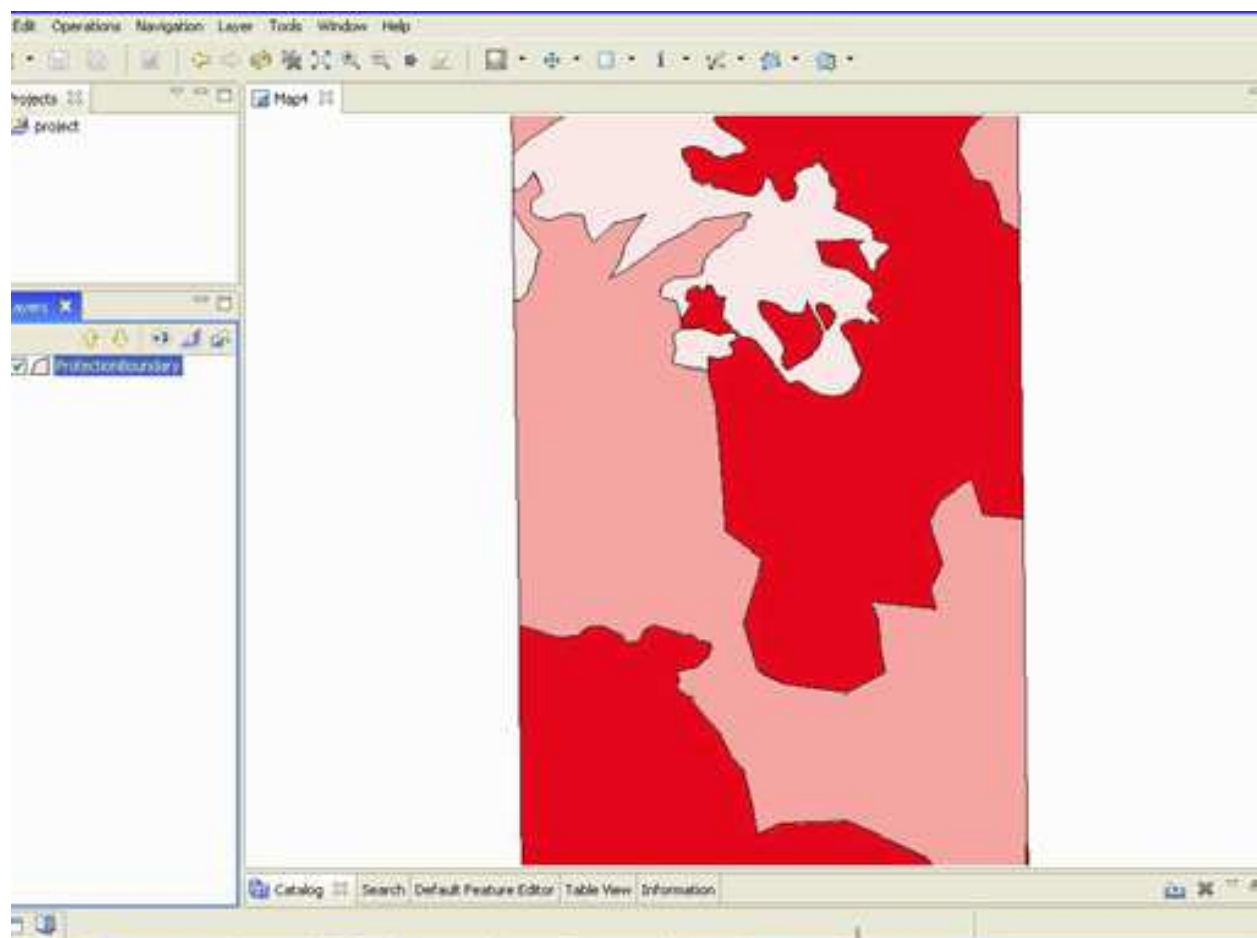 Edit Operations Navigation Layer Tools Window Help
Projects
Map4
project
Layers
ProtectionBoundary
Catalog Search Default Feature Editor Table View Information